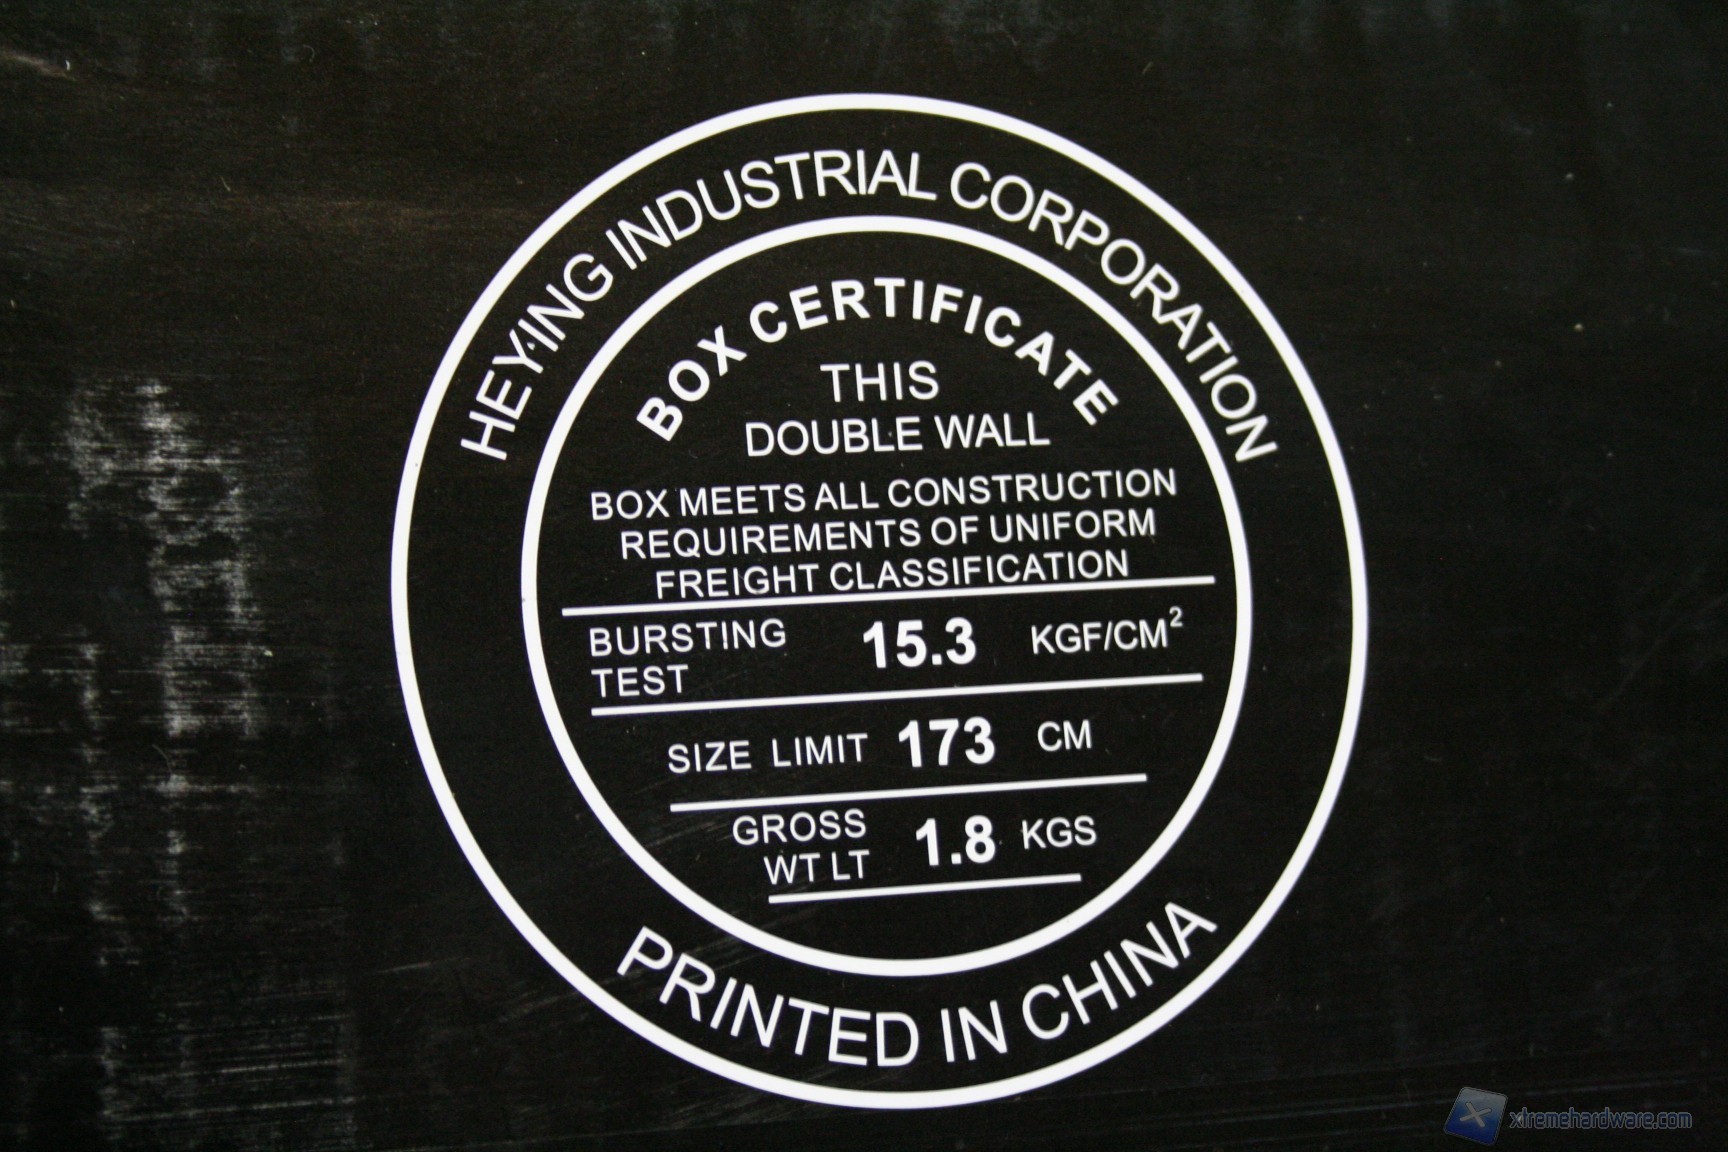 HEYING INDUSTRIAL CORPORATION
BOX CERTIFICATE
THIS
DOUBLE WALL
BOX MEETS ALL CONSTRUCTION
REQUIREMENTS OF UNIFORM
FREIGHT CLASSIFICATION
BURSTING TEST 15.3 KGF/CM²
SIZE LIMIT 173 CM
GROSS WT LT 1.8 KGS
PRINTED IN CHINA
xtremehardware.com